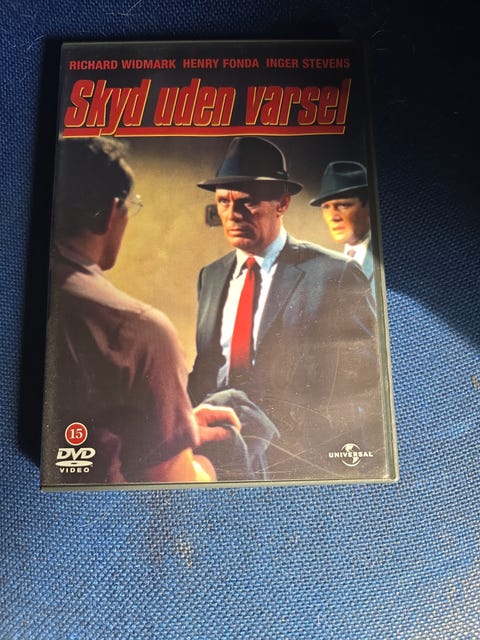 RICHARD WIDMARK HENRY FONDA INGER STEVENS
Skyd uden varsel
15
DVD
VIDEO
UNIVERSAL